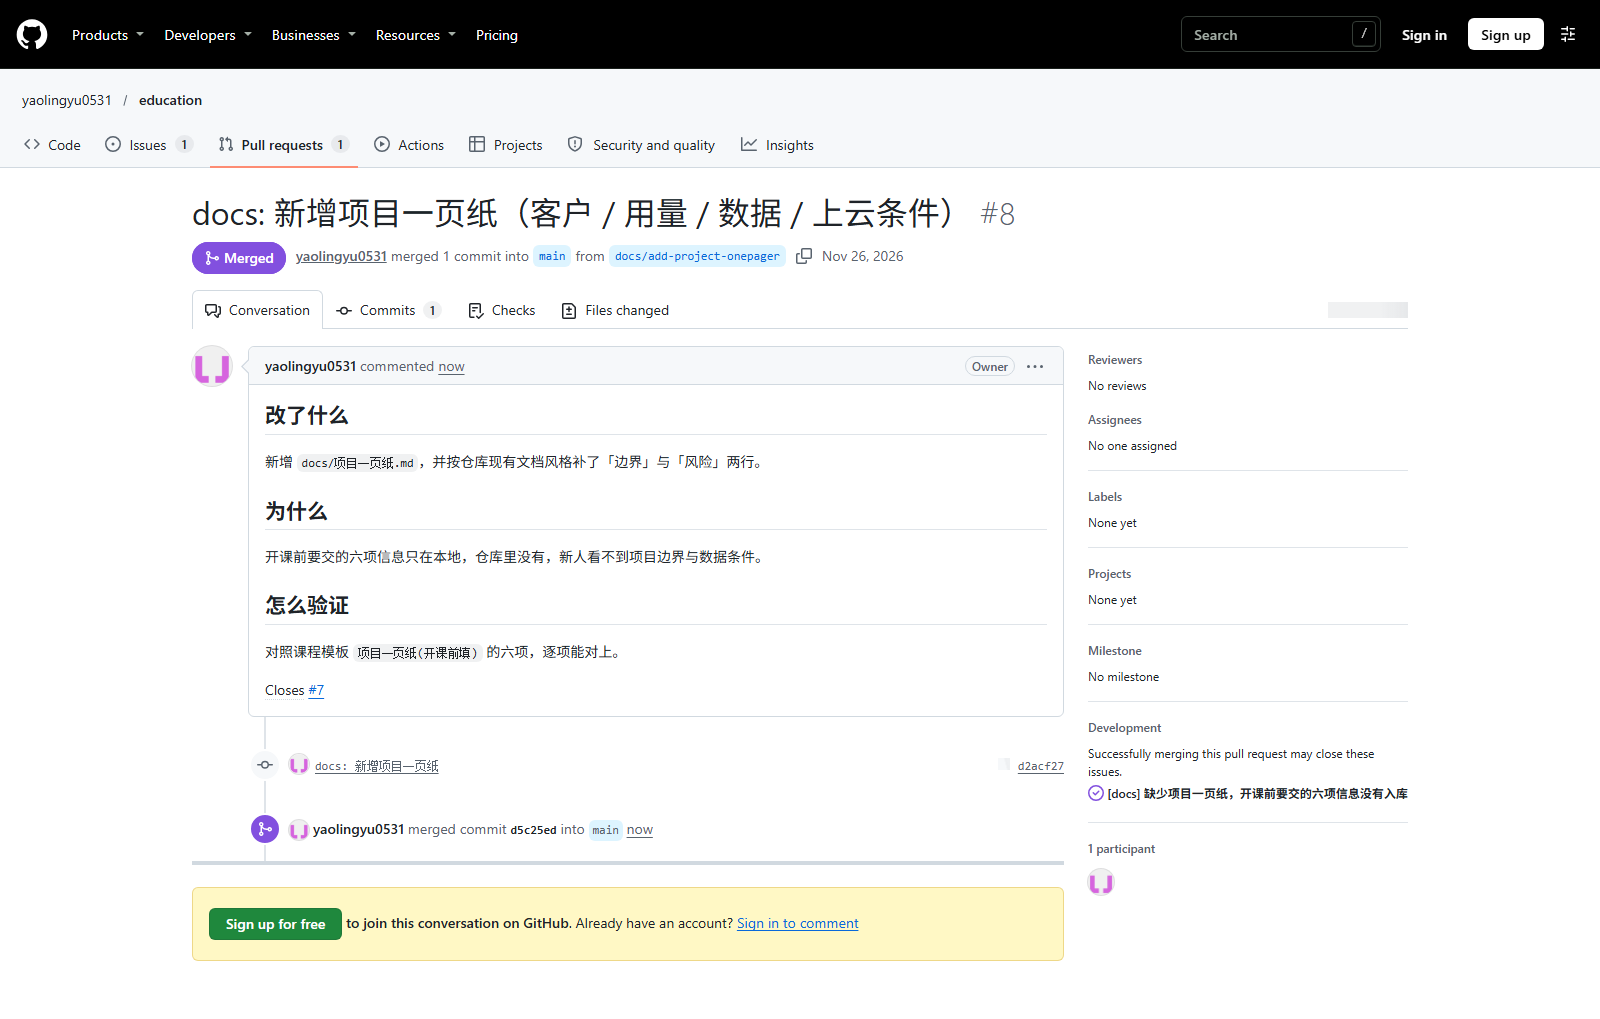 Products Developers Businesses Resources Pricing Search / Sign in Sign up
yaolingyu0531 / education
Code Issues 1 Pull requests 1 Actions Projects Security and quality Insights
docs: 新增项目一页纸（客户 / 用量 / 数据 / 上云条件） #8
Merged yaolingyu0531 merged 1 commit into main from docs/add-project-onepager Nov 26, 2026
Conversation Commits 1 Checks Files changed
yaolingyu0531 commented now Owner
改了什么
新增 docs/项目一页纸.md ，并按仓库现有文档风格补了「边界」与「风险」两行。
为什么
开课前要交的六项信息只在本地，仓库里没有，新人看不到项目边界与数据条件。
怎么验证
对照课程模板 项目一页纸(开课前填) 的六项，逐项能对上。
Closes #7
docs: 新增项目一页纸 d2acf27
yaolingyu0531 merged commit d5c25ed into main now
Sign up for free to join this conversation on GitHub. Already have an account? Sign in to comment
Reviewers
No reviews
Assignees
No one assigned
Labels
None yet
Projects
None yet
Milestone
No milestone
Development
Successfully merging this pull request may close these
issues.
[docs] 缺少项目一页纸，开课前要交的六项信息没有入库
1 participant